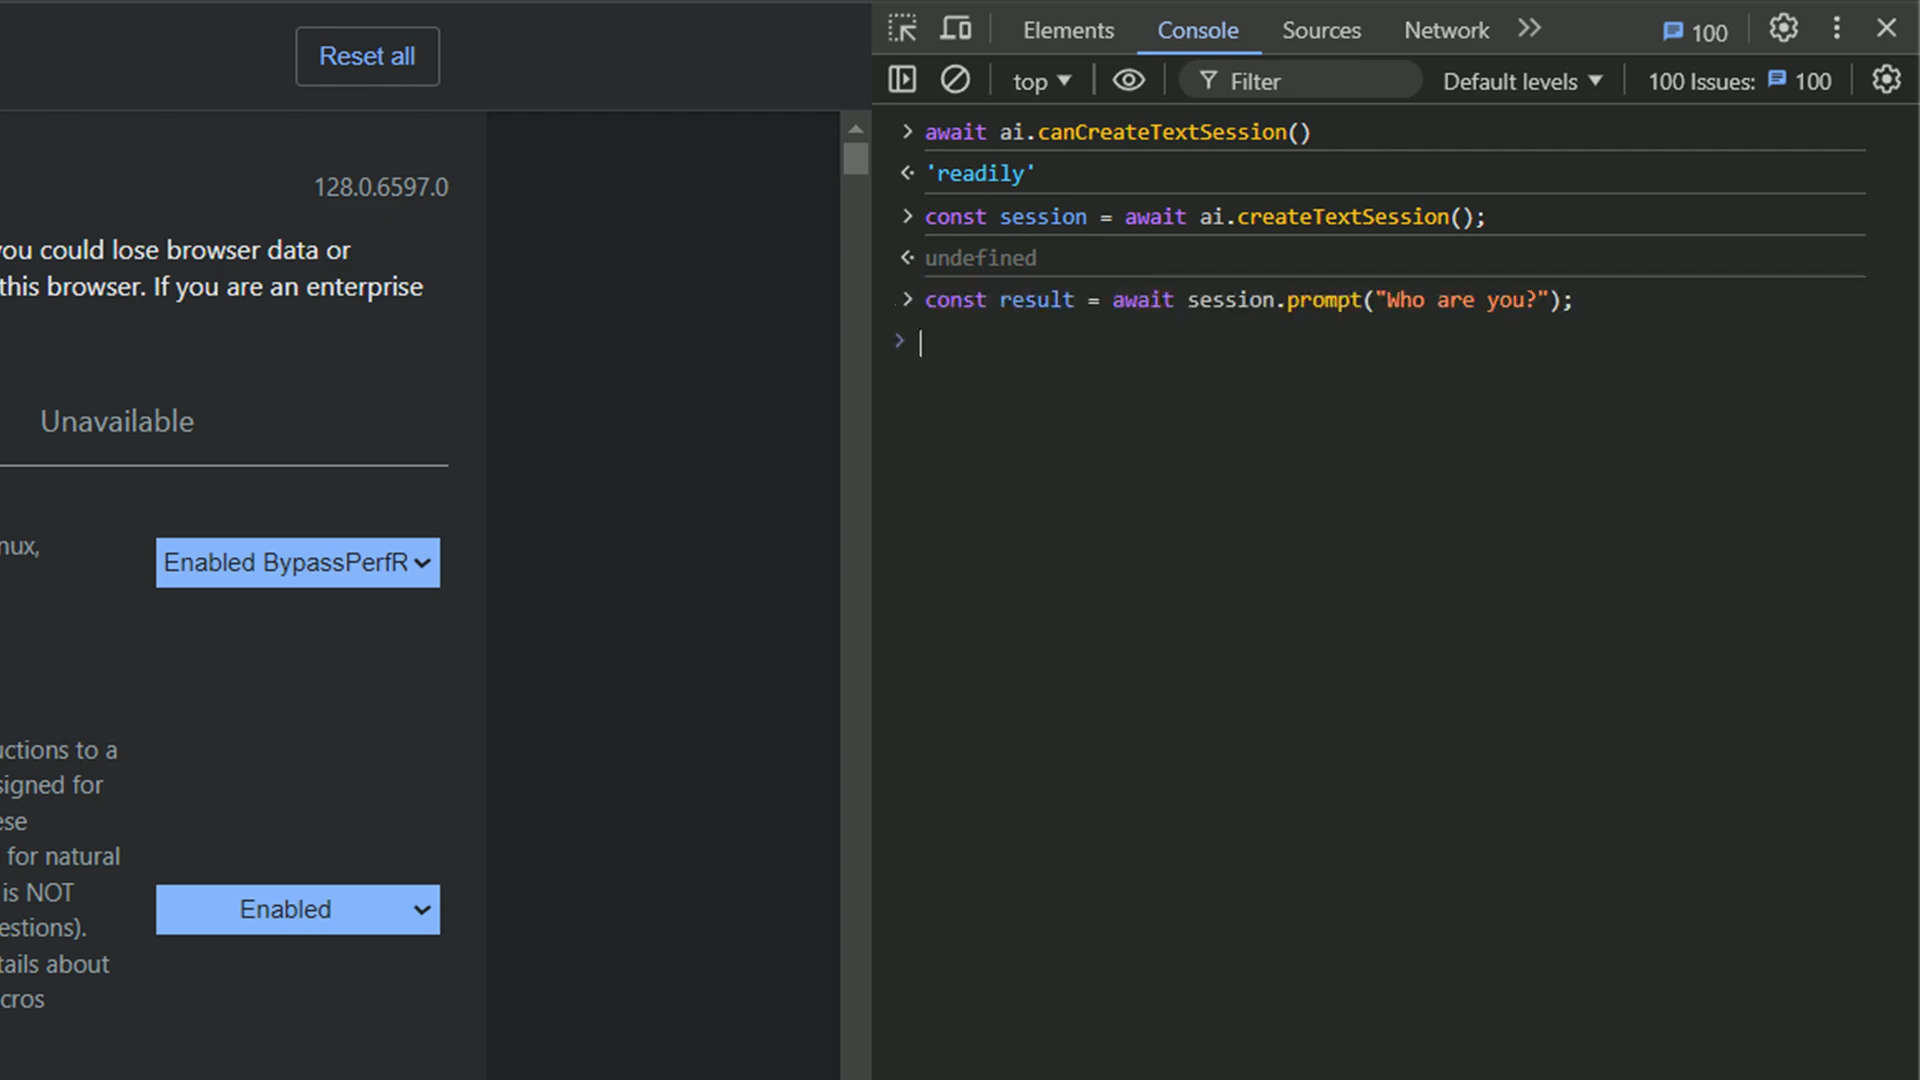 Reset all
128.0.6597.0
you could lose browser data or
this browser. If you are an enterprise
Unavailable
nux,
Enabled BypassPerfR
uctions to a
signed for
ese
for natural
is NOT
Enabled
estions).
tails about
cros
Elements Console Sources Network 100
top Filter Default levels 100 Issues: 100
> await ai.canCreateTextSession()
'readily'
> const session = await ai.createTextSession();
undefined
> const result = await session.prompt("Who are you?");
>